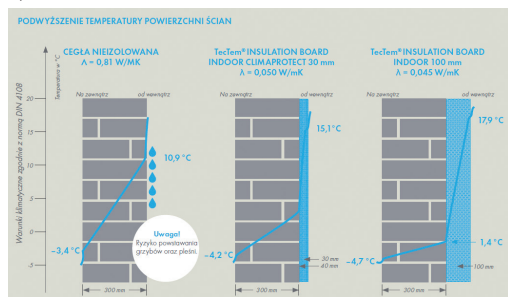 PODWYŻSZENIE TEMPERATURY POWIERZCHNI ŚCIAN
CEGŁA NIEIZOLOWANA
Λ = 0,81 W/MK
TecTem® INSULATION BOARD
INDOOR CLIMAPROTECT 30 mm
λ = 0,050 W/mK
TecTem® INSULATION BOARD
INDOOR 100 mm
λ = 0,045 W/mK
Warunki klimatyczne zgodnie z normą DIN 4108
Temperatura w °C
20
15
10
5
0
-5
Na zewnątrz
od wewnątrz
10,9 °C
–3,4 °C
Uwaga!
Ryzyko powstawania
grzybów oraz pleśni.
300 mm
Na zewnątrz
od wewnątrz
15,1°C
–4,2 °C
30 mm
40 mm
300 mm
Na zewnątrz
od wewnątrz
17,9 °C
1,4 °C
–4,7 °C
100 mm
300 mm